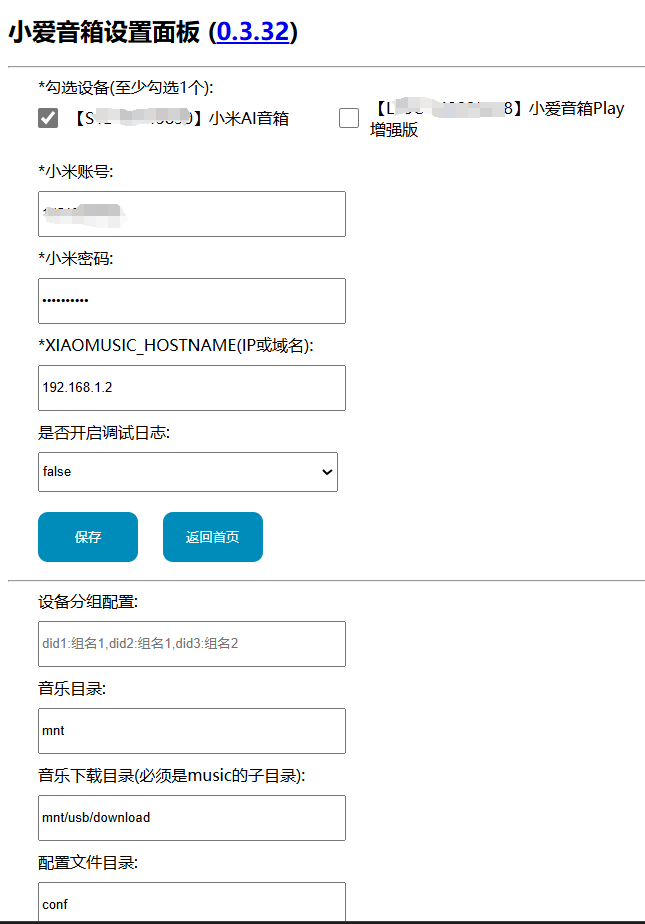 小爱音箱设置面板 (0.3.32)
*勾选设备(至少勾选1个):
】小米AI音箱
8】小爱音箱Play
增强版
*小米账号:
*小米密码:
••••••••••
*XIAOMUSIC_HOSTNAME(IP或域名):
192.168.1.2
是否开启调试日志:
false
保存 返回首页
设备分组配置:
did1:组名1,did2:组名1,did3:组名2
音乐目录:
mnt
音乐下载目录(必须是music的子目录):
mnt/usb/download
配置文件目录:
conf